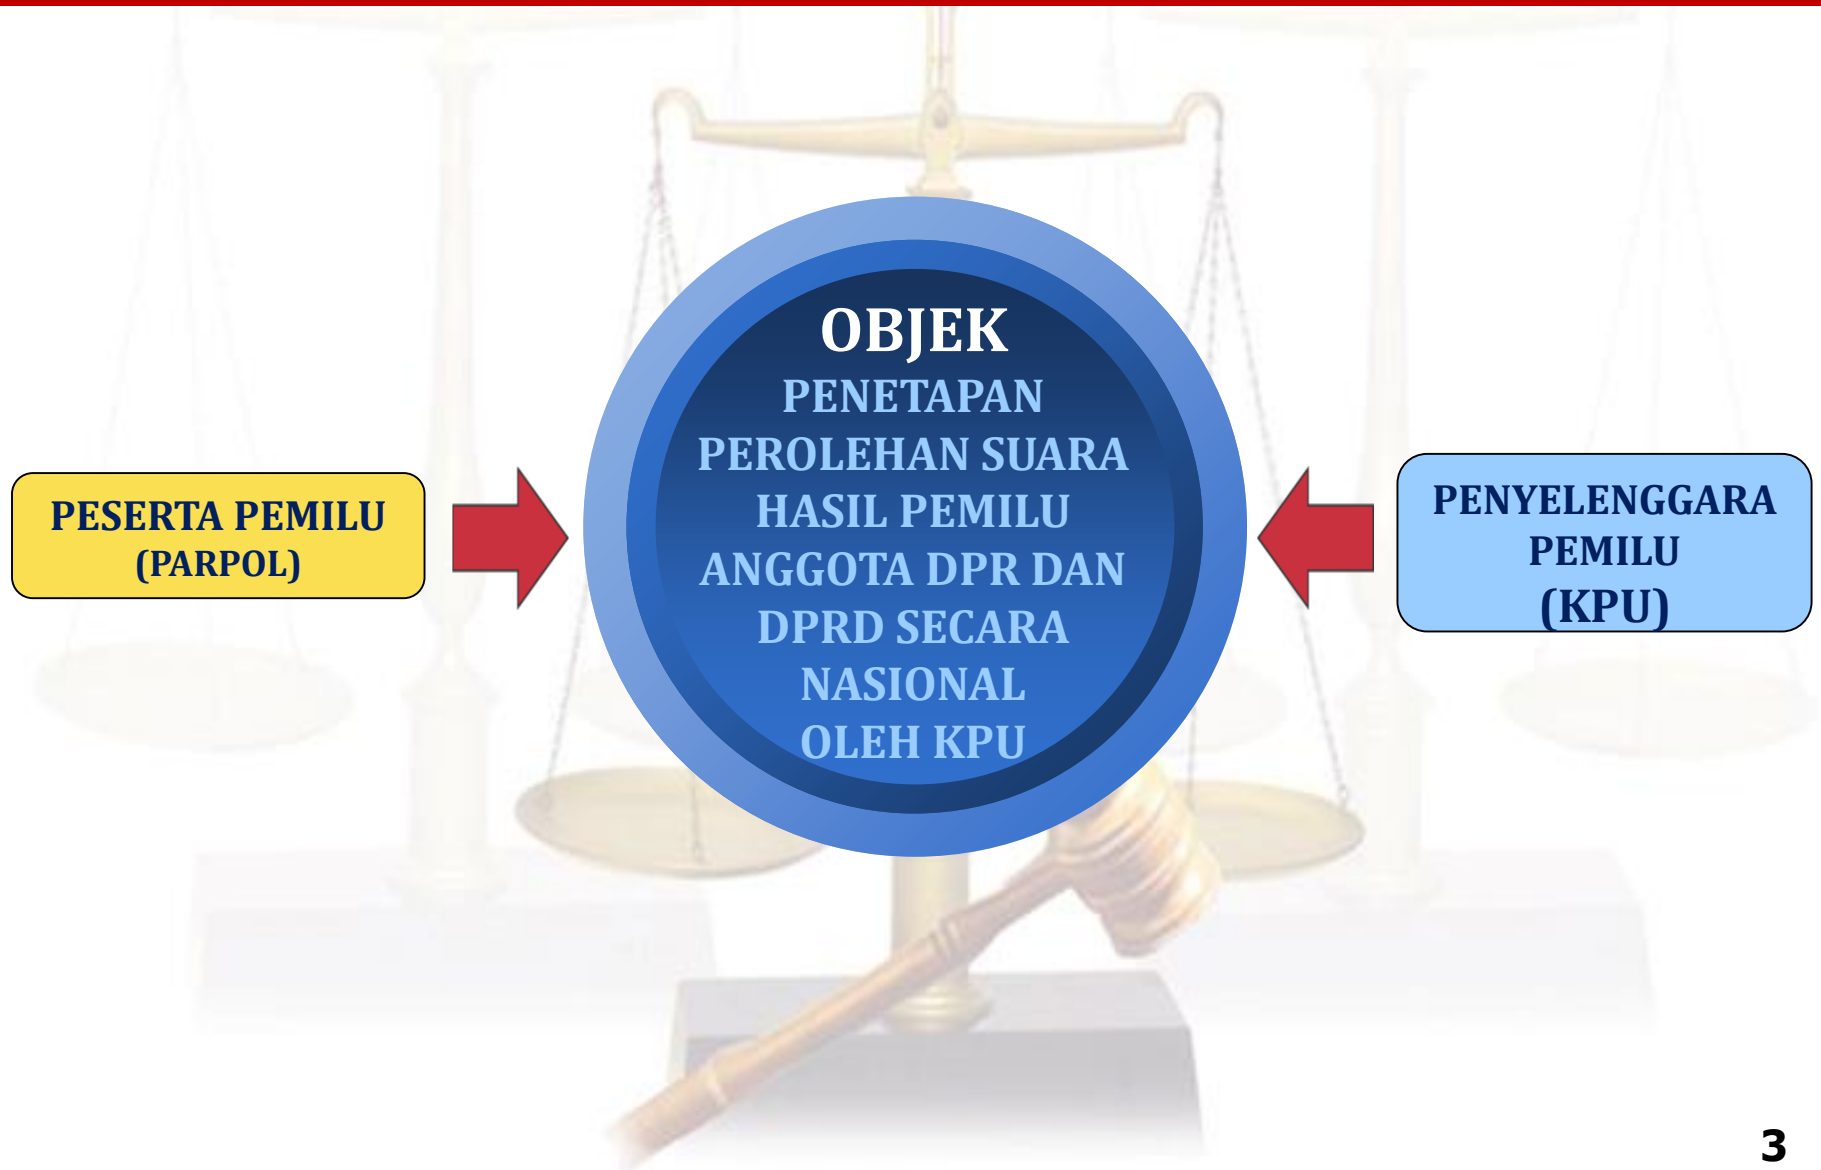 OBJEK
PENETAPAN
PEROLEHAN SUARA
HASIL PEMILU
ANGGOTA DPR DAN
DPRD SECARA
NASIONAL
OLEH KPU
PESERTA PEMILU
(PARPOL)
PENYELENGGARA
PEMILU
(KPU)
3